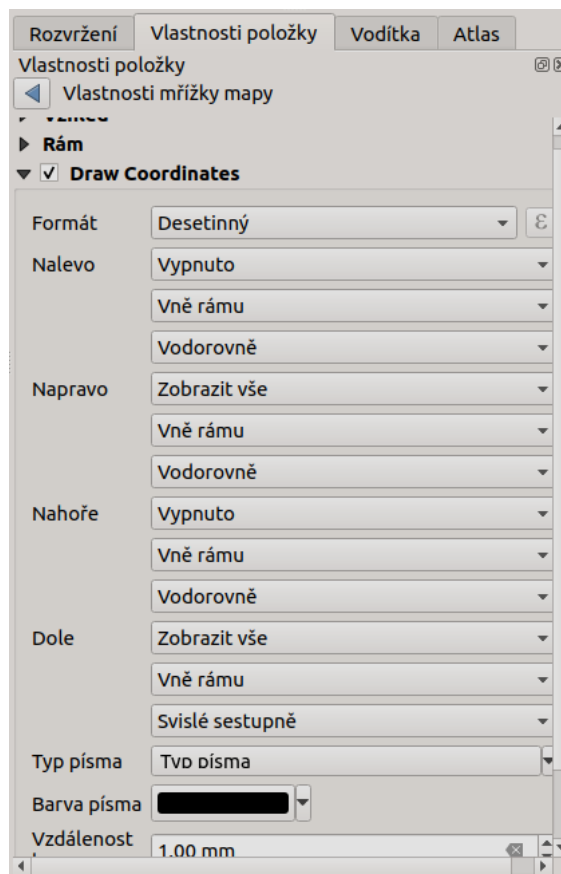 Rozvržení Vlastnosti položky Vodítka Atlas
Vlastnosti položky
Vlastnosti mřížky mapy
Vzhled
Rám
Draw Coordinates
Formát Desetinný ε
Nalevo Vypnuto
Vně rámu
Vodorovně
Napravo Zobrazit vše
Vně rámu
Vodorovně
Nahoře Vypnuto
Vně rámu
Vodorovně
Dole Zobrazit vše
Vně rámu
Svislé sestupně
Typ písma Typ písma
Barva písma
Vzdálenost 1,00 mm